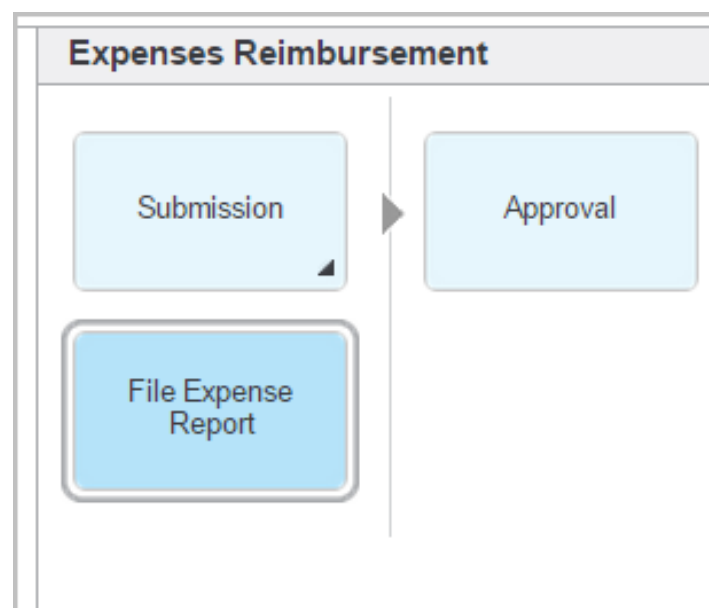 Expenses Reimbursement
Submission
Approval
File Expense
Report